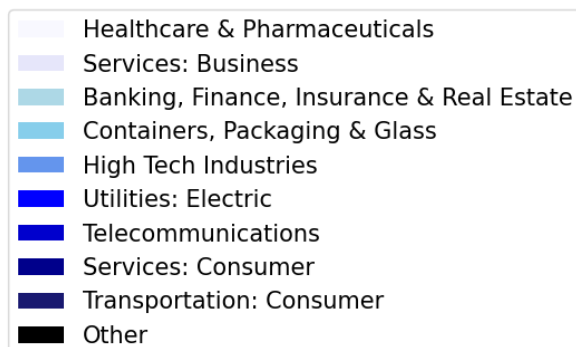 Healthcare & Pharmaceuticals
Services: Business
Banking, Finance, Insurance & Real Estate
Containers, Packaging & Glass
High Tech Industries
Utilities: Electric
Telecommunications
Services: Consumer
Transportation: Consumer
Other